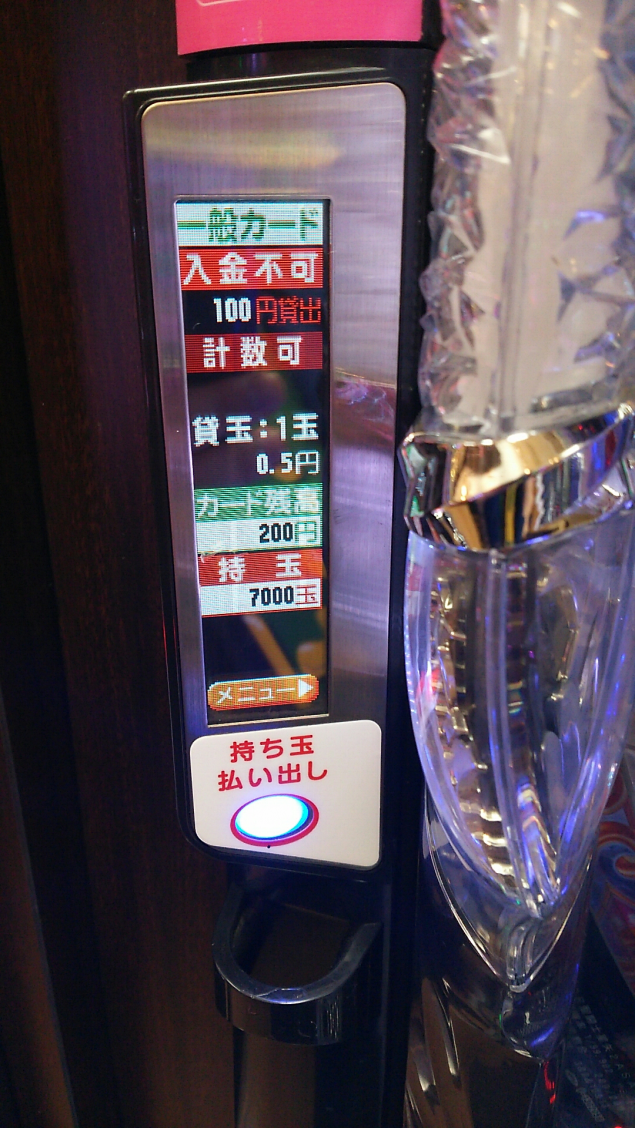 一般カード
入金不可
100円貸出
計数可
貸玉:1玉
0.5円
カード残高
200円
持 玉
7000玉
メニュー▶
持ち玉
払い出し